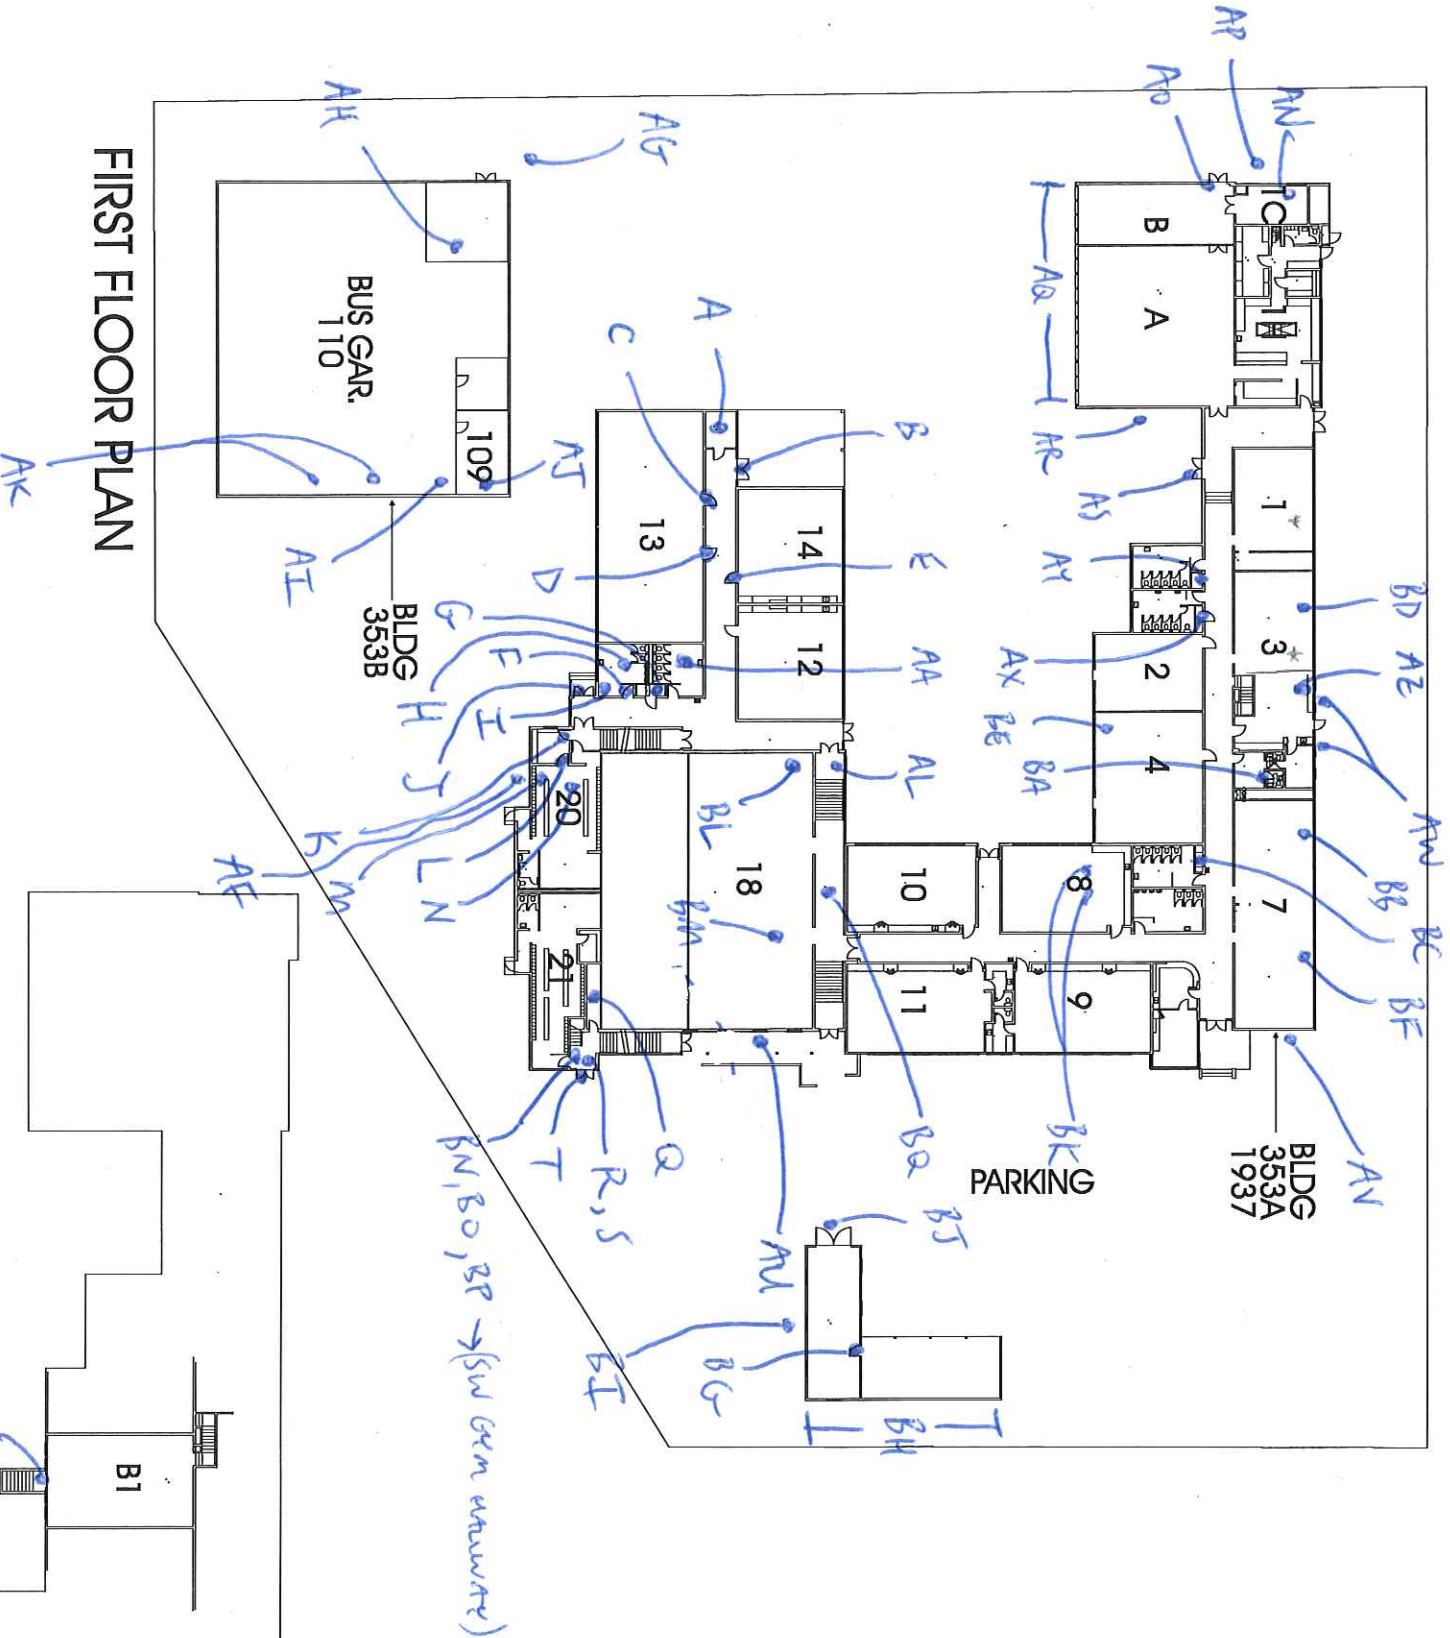 AW
BC
BD
AZ
BB
BF
AV
BLDG
353A
1937
AP
AN
AO
1C
1
3
7
B
A
2
4
AQ
AR
AS
AY
AX
BE
BA
8
9
BK
PARKING
10
11
BQ
BJ
B
E
AA
AL
14
12
A
C
D
18
BL
BM
AU
BG
BH
BI
13
AG
G
F
H
I
J
20
21
Q
R, S
T
BN, BO, BP → (SW GYM HALLWAY)
K
L
M
N
AE
AJ
109
AI
BLDG
353B
AH
BUS GAR.
110
AK
B1
FIRST FLOOR PLAN